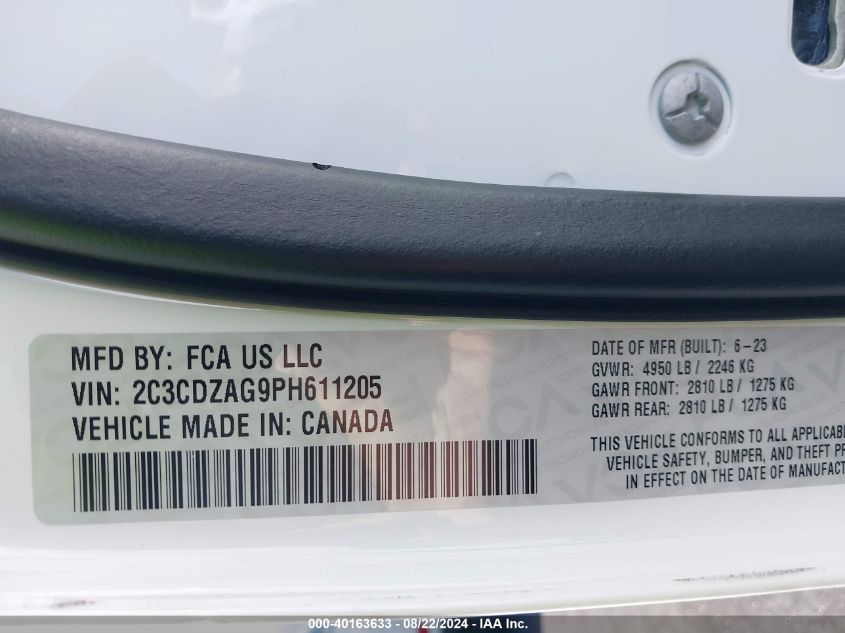 MFD BY: FCA US LLC
VIN: 2C3CDZAG9PH611205
VEHICLE MADE IN: CANADA
DATE OF MFR (BUILT): 6-23
GVWR: 4950 LB / 2246 KG
GAWR FRONT: 2810 LB / 1275 KG
GAWR REAR: 2810 LB / 1275 KG
THIS VEHICLE CONFORMS TO ALL APPLICAB
VEHICLE SAFETY, BUMPER, AND THEFT PR
IN EFFECT ON THE DATE OF MANUFACT
000-40163633 - 08/22/2024 - IAA Inc.